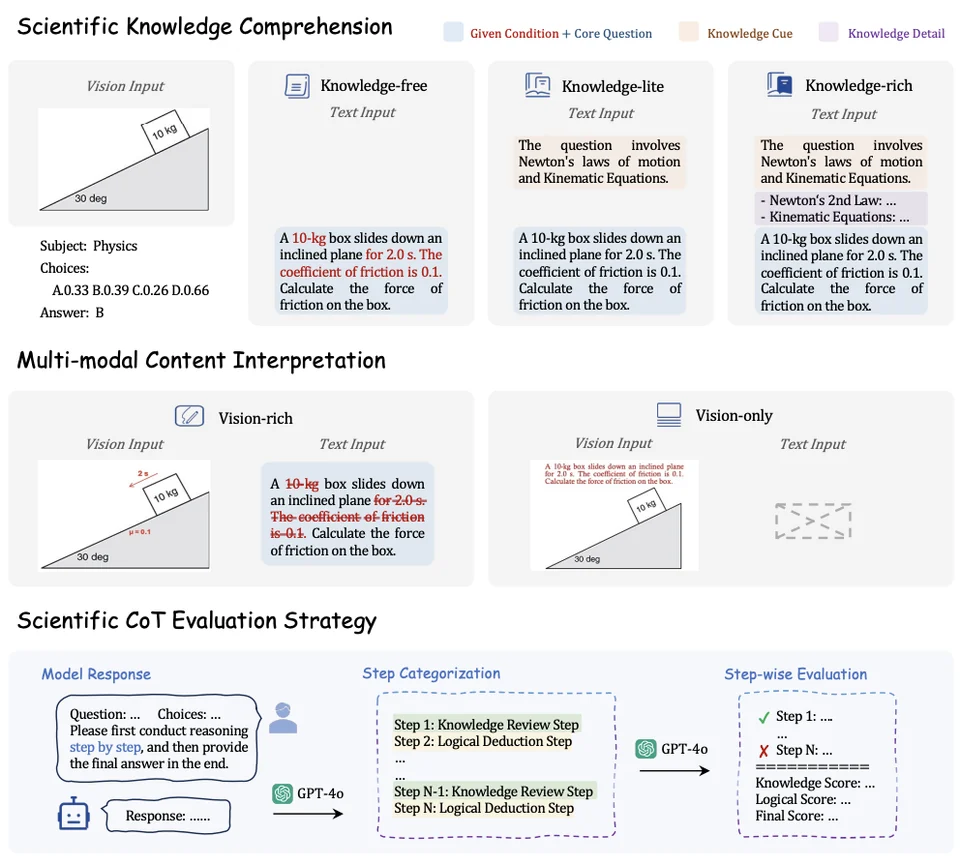 Scientific Knowledge Comprehension
Given Condition + Core Question
Knowledge Cue
Knowledge Detail
Vision Input
10 kg
30 deg
Subject: Physics
Choices:
A.0.33 B.0.39 C.0.26 D.0.66
Answer: B
Knowledge-free
Text Input
A 10-kg box slides down an
inclined plane for 2.0 s. The
coefficient of friction is 0.1.
Calculate the force of
friction on the box.
Knowledge-lite
Text Input
The question involves
Newton's laws of motion
and Kinematic Equations.
A 10-kg box slides down an
inclined plane for 2.0 s. The
coefficient of friction is 0.1.
Calculate the force of
friction on the box.
Knowledge-rich
Text Input
The question involves
Newton's laws of motion
and Kinematic Equations.
- Newton's 2nd Law: ...
- Kinematic Equations: ...
A 10-kg box slides down an
inclined plane for 2.0 s. The
coefficient of friction is 0.1.
Calculate the force of
friction on the box.
Multi-modal Content Interpretation
Vision-rich
Vision Input
2 s
10 kg
μ=0.1
30 deg
Text Input
A 10-kg box slides down
an inclined plane for 2.0 s.
The coefficient of friction
is 0.1. Calculate the force
of friction on the box.
Vision-only
Vision Input
A 10-kg box slides down an inclined plane
for 2.0 s. The coefficient of friction is 0.1.
Calculate the force of friction on the box.
10 kg
30 deg
Text Input
Scientific CoT Evaluation Strategy
Model Response
Question: ... Choices: ...
Please first conduct reasoning
step by step, and then provide
the final answer in the end.
Response: ......
GPT-4o
Step Categorization
Step 1: Knowledge Review Step
Step 2: Logical Deduction Step
...
...
Step N-1: Knowledge Review Step
Step N: Logical Deduction Step
GPT-4o
Step-wise Evaluation
✓ Step 1: ....
...
✗ Step N: ...
===========
Knowledge Score: ...
Logical Score: ...
Final Score: ...